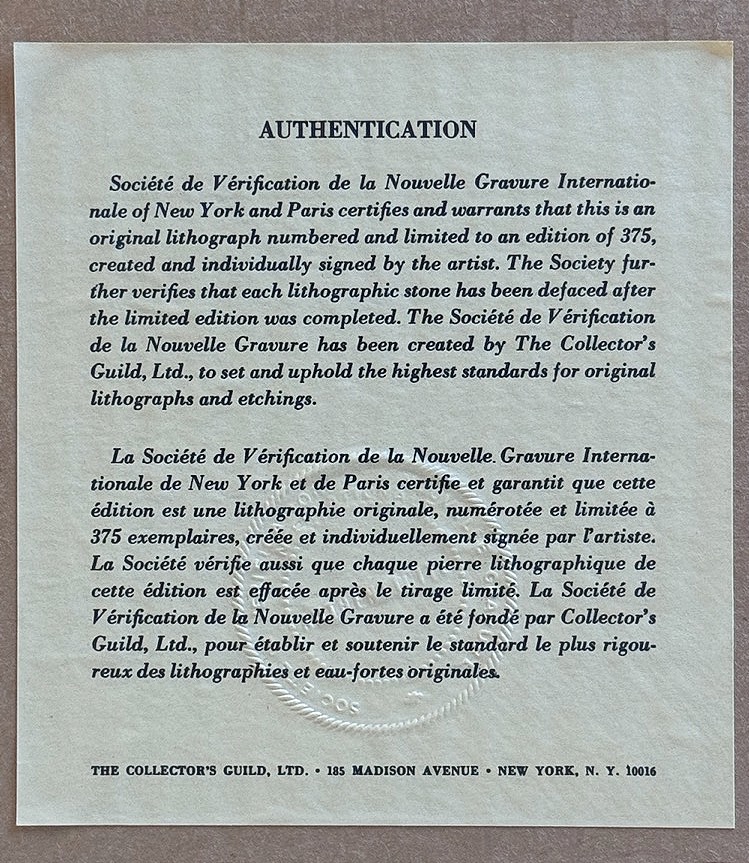 AUTHENTICATION
Société de Vérification de la Nouvelle Gravure Internatio-
nale of New York and Paris certifies and warrants that this is an
original lithograph numbered and limited to an edition of 375,
created and individually signed by the artist. The Society fur-
ther verifies that each lithographic stone has been defaced after
the limited edition was completed. The Société de Vérification
de la Nouvelle Gravure has been created by The Collector's
Guild, Ltd., to set and uphold the highest standards for original
lithographs and etchings.
La Société de Vérification de la Nouvelle Gravure Interna-
tionale de New York et de Paris certifie et garantit que cette
édition est une lithographie originale, numérotée et limitée à
375 exemplaires, créée et individuellement signée par l'artiste.
La Société vérifie aussi que chaque pierre lithographique de
cette édition est effacée après le tirage limité. La Société de
Vérification de la Nouvelle Gravure a été fondé par Collector's
Guild, Ltd., pour établir et soutenir le standard le plus rigou-
reux des lithographies et eau-fortes originales.
THE COLLECTOR'S GUILD, LTD. • 185 MADISON AVENUE • NEW YORK, N. Y. 10016